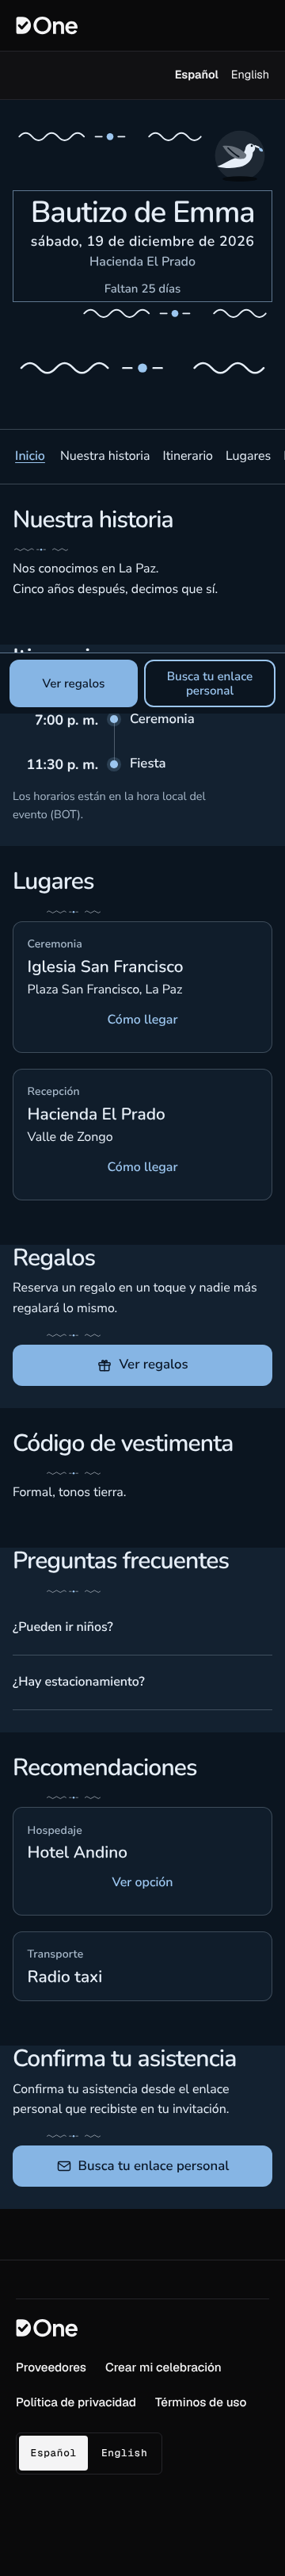 One
Español English
Bautizo de Emma
sábado, 19 de diciembre de 2026
Hacienda El Prado
Faltan 25 días
Inicio Nuestra historia Itinerario Lugares
Nuestra historia
Nos conocimos en La Paz.
Cinco años después, decimos que sí.
Ver regalos
Busca tu enlace
personal
7:00 p. m. Ceremonia
11:30 p. m. Fiesta
Los horarios están en la hora local del
evento (BOT).
Lugares
Ceremonia
Iglesia San Francisco
Plaza San Francisco, La Paz
Cómo llegar
Recepción
Hacienda El Prado
Valle de Zongo
Cómo llegar
Regalos
Reserva un regalo en un toque y nadie más
regalará lo mismo.
Ver regalos
Código de vestimenta
Formal, tonos tierra.
Preguntas frecuentes
¿Pueden ir niños?
¿Hay estacionamiento?
Recomendaciones
Hospedaje
Hotel Andino
Ver opción
Transporte
Radio taxi
Confirma tu asistencia
Confirma tu asistencia desde el enlace
personal que recibiste en tu invitación.
Busca tu enlace personal
One
Proveedores Crear mi celebración
Política de privacidad Términos de uso
Español English